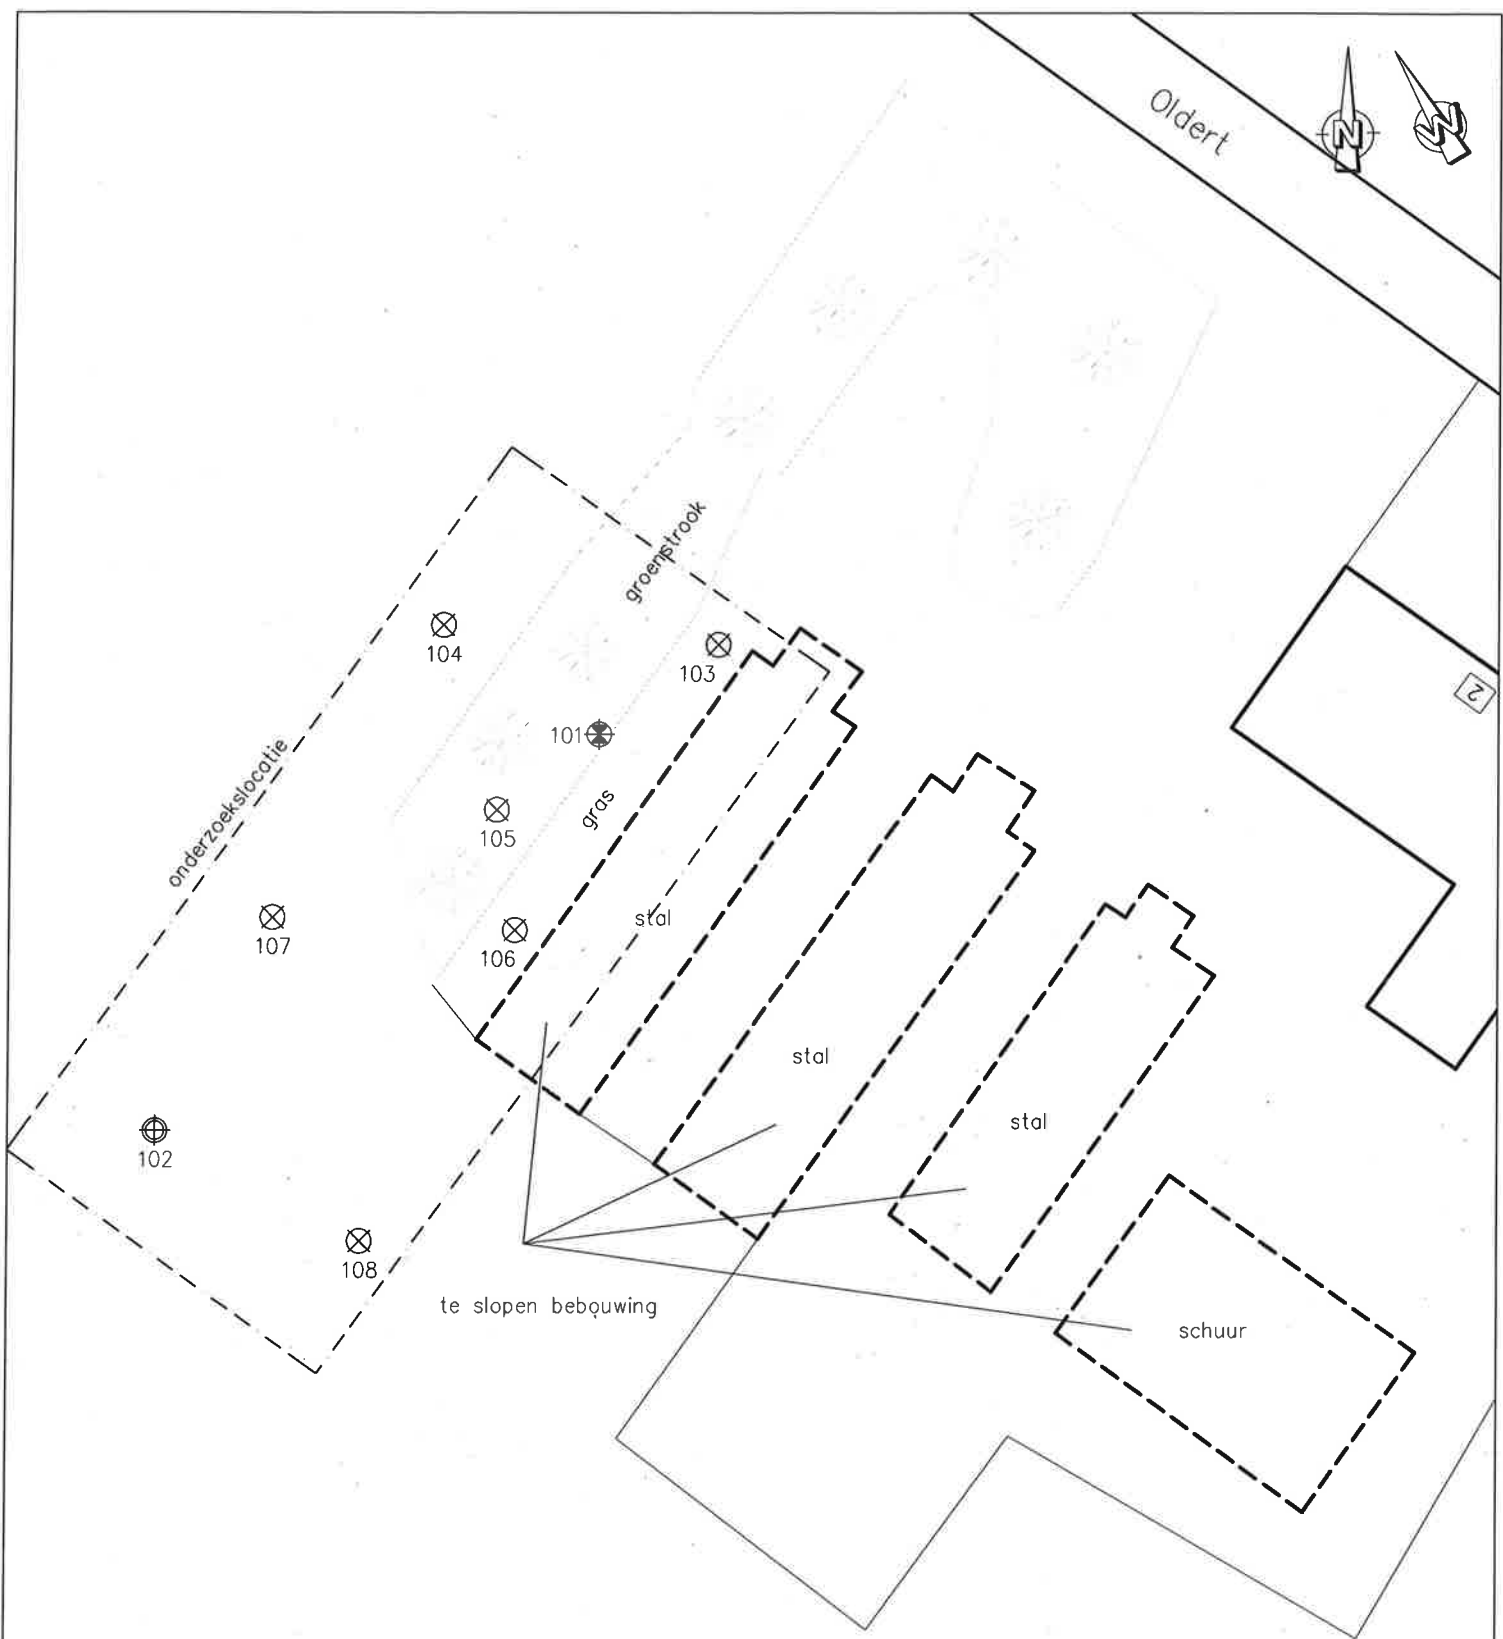 Oldert
N
W
groenstrook
2
104
103
101
onderzoekslocatie
gras
105
107
106
stal
stal
stal
102
108
te slopen bebouwing
schuur